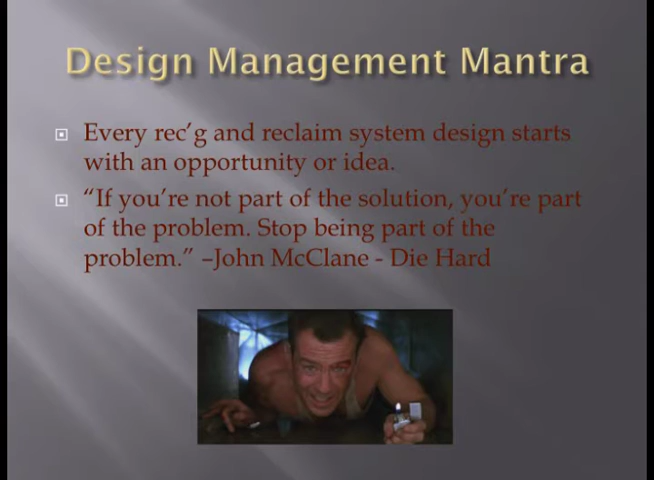 Design Management Mantra
Every rec’g and reclaim system design starts
with an opportunity or idea.
“If you’re not part of the solution, you’re part
of the problem. Stop being part of the
problem.” –John McClane - Die Hard